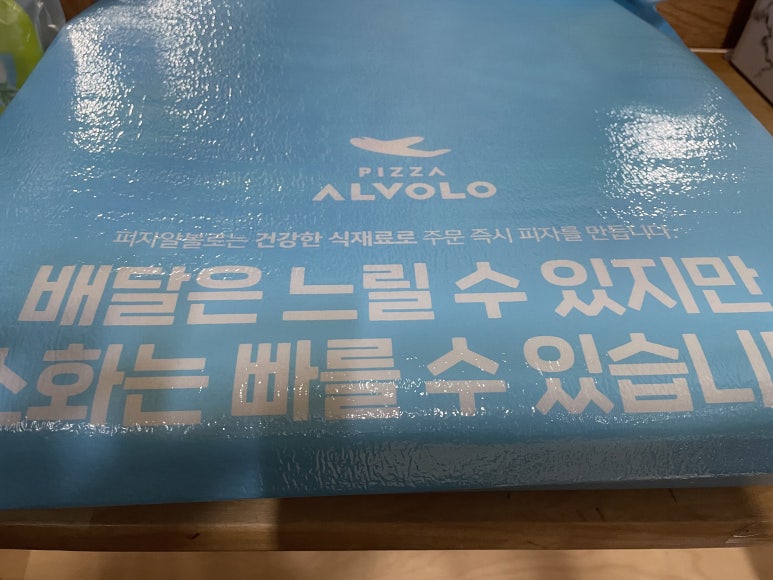 PIZZA
ALVOLO
피자알볼로는 건강한 식재료로 주문 즉시 피자를 만듭니다.
배달은 느릴 수 있지만
소화는 빠를 수 있습니